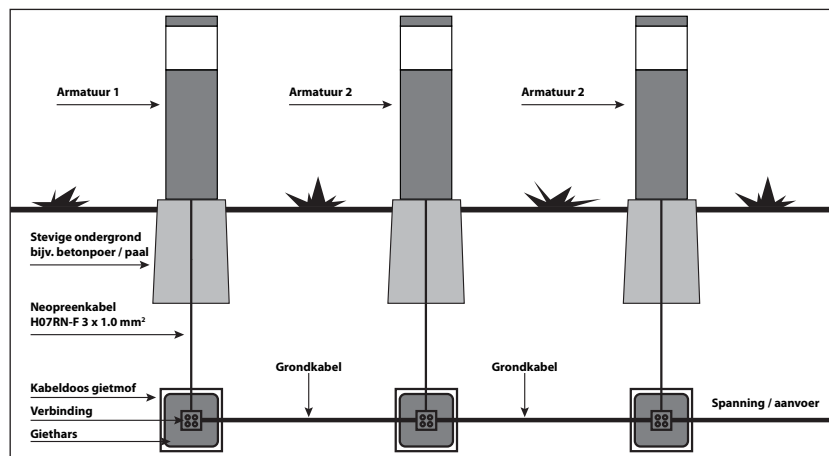 Armatuur 1
Armatuur 2
Armatuur 2
Stevige ondergrond
bijv. betonpoer / paal
Neopreenkabel
H07RN-F 3 x 1.0 mm²
Grondkabel
Grondkabel
Kabeldoos gietmof
Verbinding
Giethars
Spanning / aanvoer